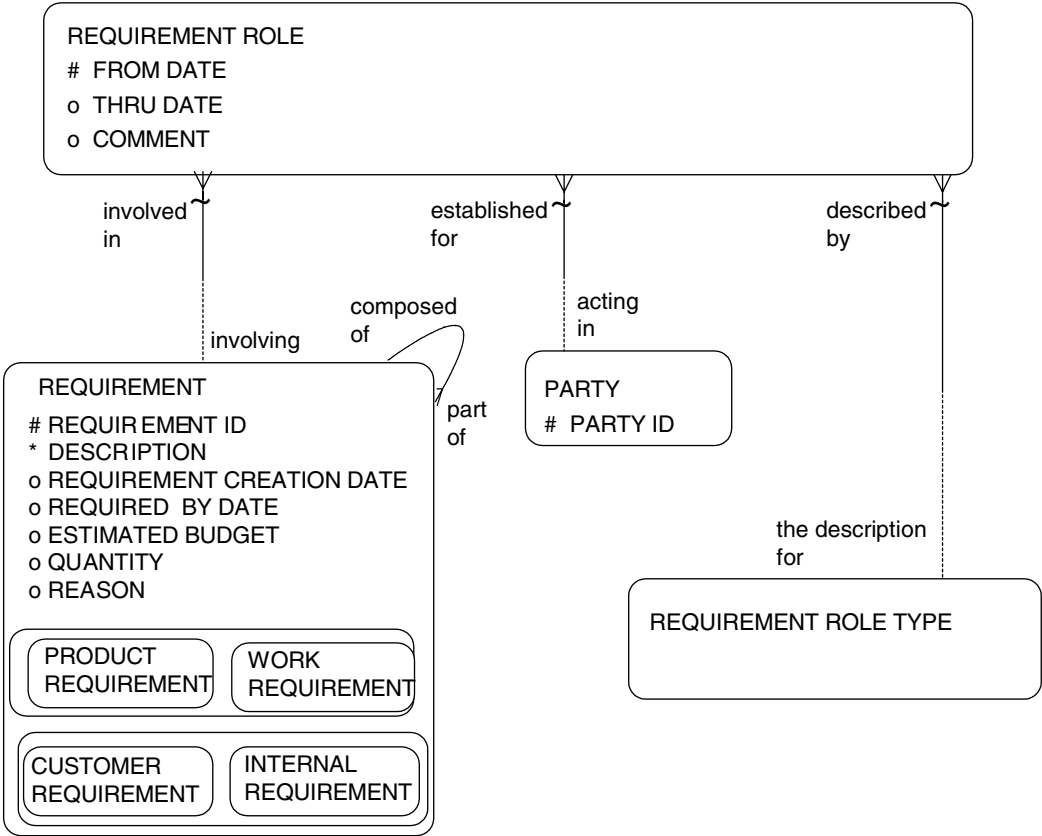 REQUIREMENT ROLE
# FROM DATE
o THRU DATE
o COMMENT
involved
in
established
for
described
by
composed
of
acting
in
involving
REQUIREMENT
# REQUIREMENT ID
* DESCRIPTION
o REQUIREMENT CREATION DATE
o REQUIRED BY DATE
o ESTIMATED BUDGET
o QUANTITY
o REASON
part
of
PARTY
# PARTY ID
the description
for
REQUIREMENT ROLE TYPE
PRODUCT
REQUIREMENT
WORK
REQUIREMENT
CUSTOMER
REQUIREMENT
INTERNAL
REQUIREMENT